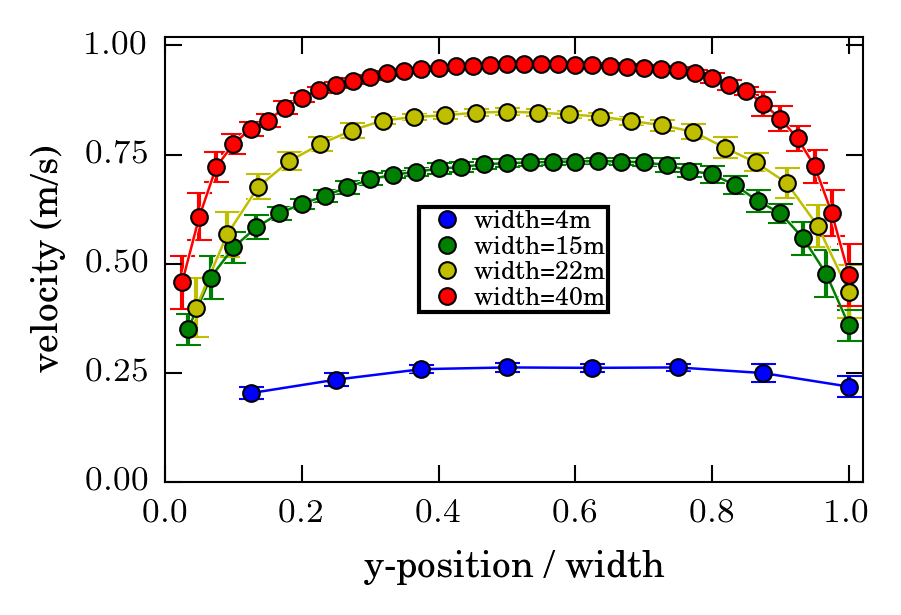 1.00
0.75
0.50
0.25
0.00
velocity (m/s)
width=4m
width=15m
width=22m
width=40m
0.0 0.2 0.4 0.6 0.8 1.0
y-position / width